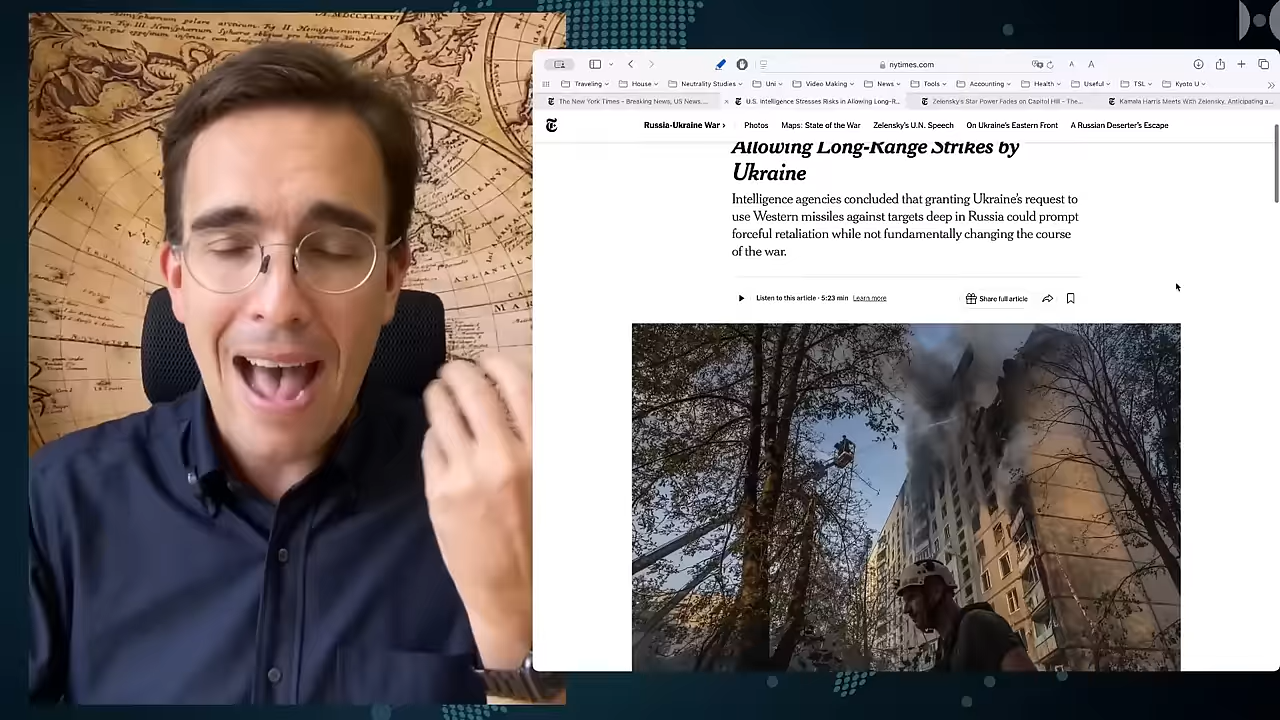 nytimes.com
Traveling
House
Neutrality Studies
Uni
Video Making
News
Tools
Accounting
Health
Useful
TSL
Kyoto U
The New York Times - Breaking News, US News....
U.S. Intelligence Stresses Risks in Allowing Long-R...
Zelensky's Star Power Fades on Capitol Hill - The...
Kamala Harris Meets With Zelensky, Anticipating a...
Russia-Ukraine War
Photos
Maps: State of the War
Zelensky's U.N. Speech
On Ukraine's Eastern Front
A Russian Deserter's Escape
Allowing Long-Range Strikes by
Ukraine
Intelligence agencies concluded that granting Ukraine's request to
use Western missiles against targets deep in Russia could prompt
forceful retaliation while not fundamentally changing the course
of the war.
Listen to this article · 5:23 min Learn more
Share full article